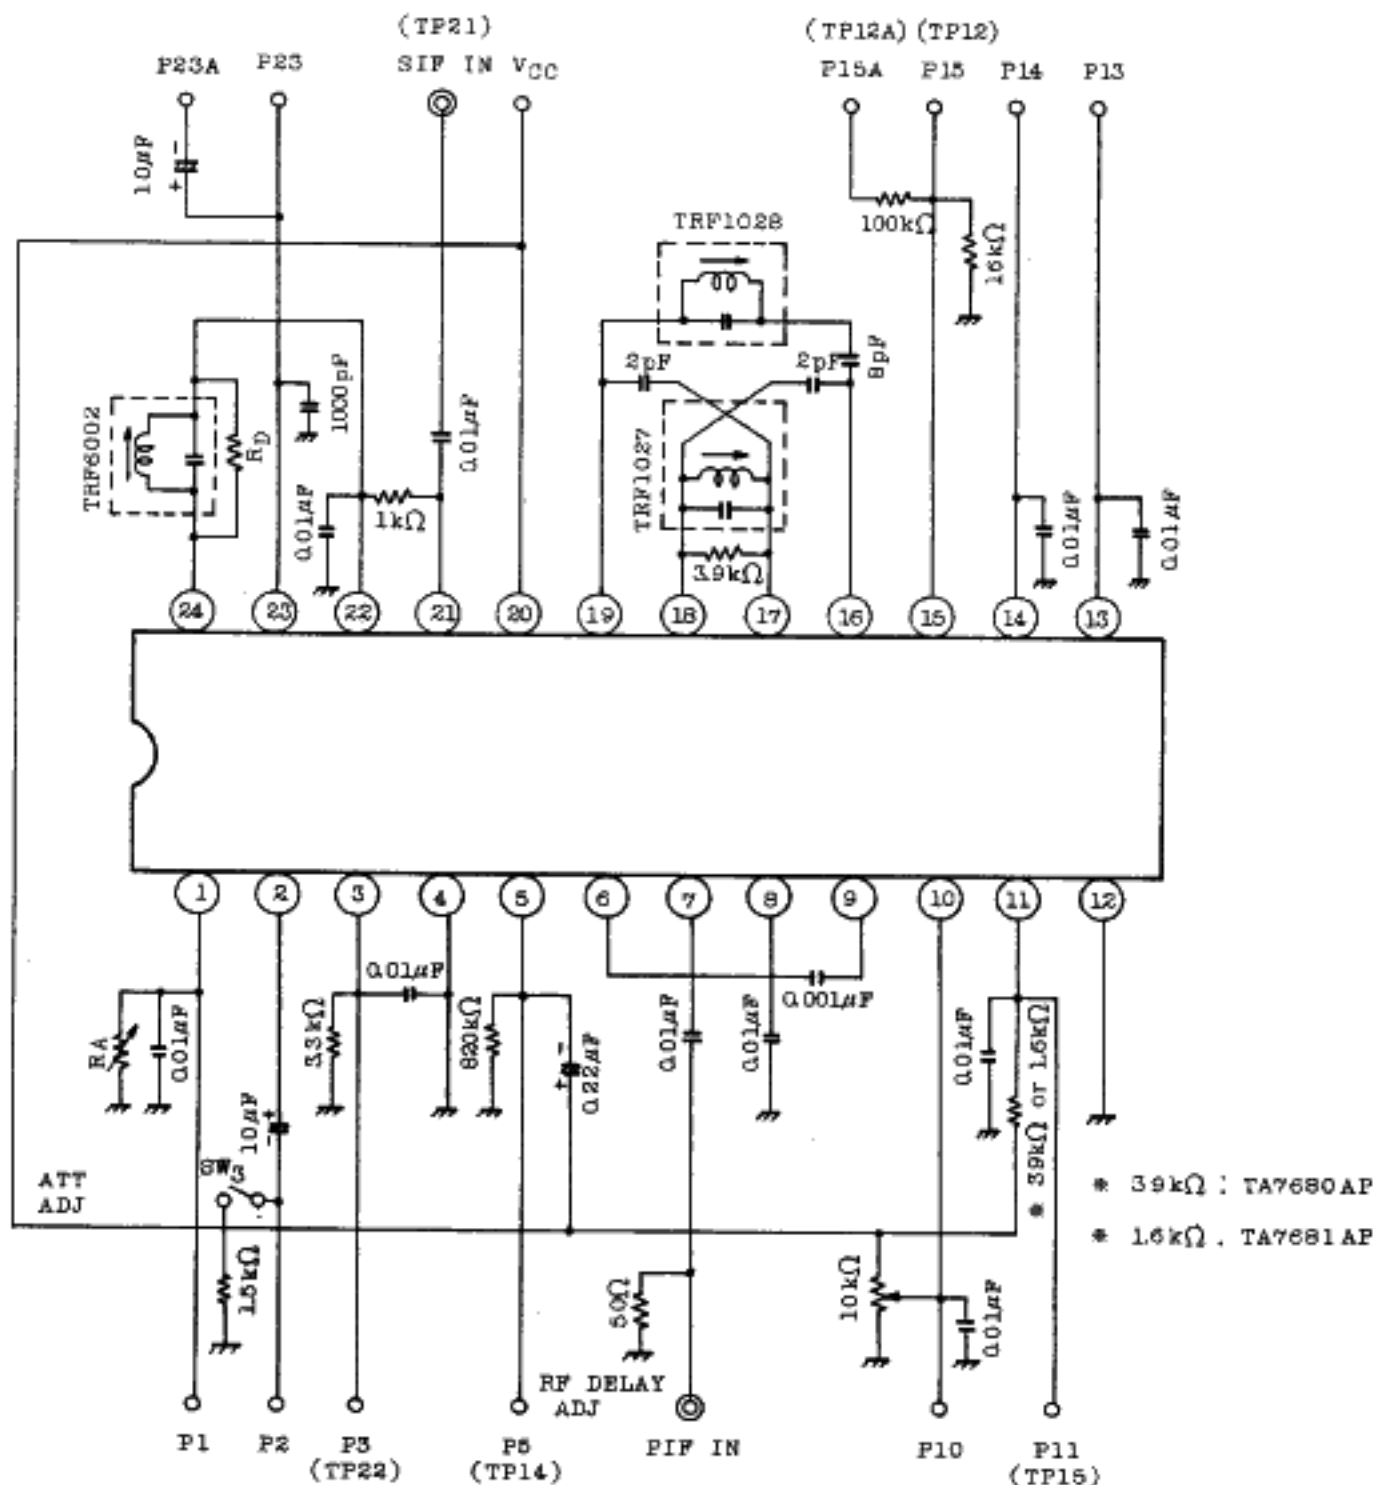 (TP21)
(TP12A) (TP12)
P23A P23 SIF IN VCC P15A P15 P14 P13
10μF
- +
100kΩ
16kΩ
TRF1028
2pF 2pF 8pF
TRF6002
RD
1000pF
0.01μF
0.01μF
1kΩ
TRF1027
3.9kΩ
0.01μF
0.01μF
24 23 22 21 20 19 18 17 16 15 14 13
1 2 3 4 5 6 7 8 9 10 11 12
RA
0.01μF
3.3kΩ
0.01μF
820kΩ
- +
0.22μF
0.01μF
0.01μF
0.001μF
0.01μF
* 3.9kΩ or 1.6kΩ
+ -
10μF
SW3
ATT
ADJ
1.5kΩ
* 3.9kΩ : TA7680AP
* 1.6kΩ : TA7681AP
50Ω
10kΩ
0.01μF
RF DELAY
ADJ
P1 P2 P3 P5 PIF IN P10 P11
(TP22) (TP14) (TP15)